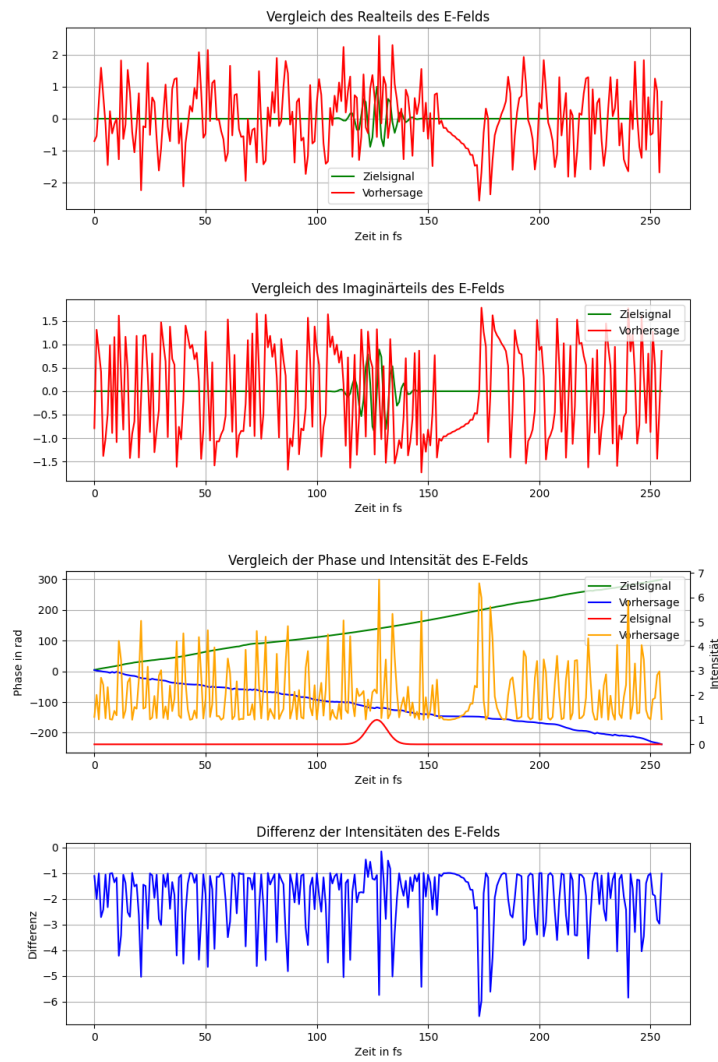 Vergleich des Realteils des E-Felds
2
1
0
−1
−2
Zielsignal
Vorhersage
0 50 100 150 200 250
Zeit in fs
Vergleich des Imaginärteils des E-Felds
1.5
1.0
0.5
0.0
−0.5
−1.0
−1.5
Zielsignal
Vorhersage
0 50 100 150 200 250
Zeit in fs
Vergleich der Phase und Intensität des E-Felds
Phase in rad
300
200
100
0
−100
−200
Zielsignal
Vorhersage
Zielsignal
Vorhersage
7
6
5
4
3
2
1
0
Intensität
0 50 100 150 200 250
Zeit in fs
Differenz der Intensitäten des E-Felds
Differenz
0
−1
−2
−3
−4
−5
−6
0 50 100 150 200 250
Zeit in fs